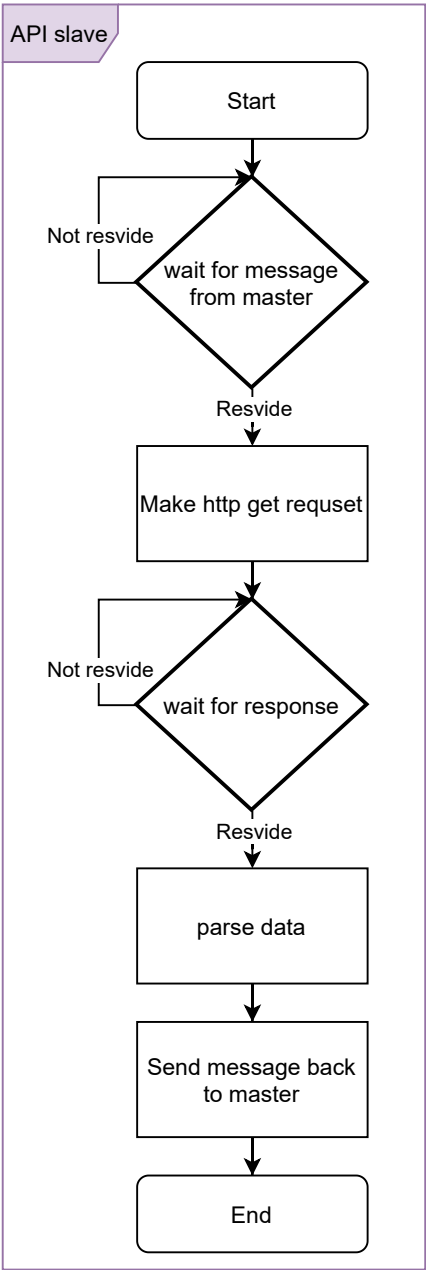 API slave
Start
Not resvide
wait for message
from master
Resvide
Make http get requset
Not resvide
wait for response
Resvide
parse data
Send message back
to master
End